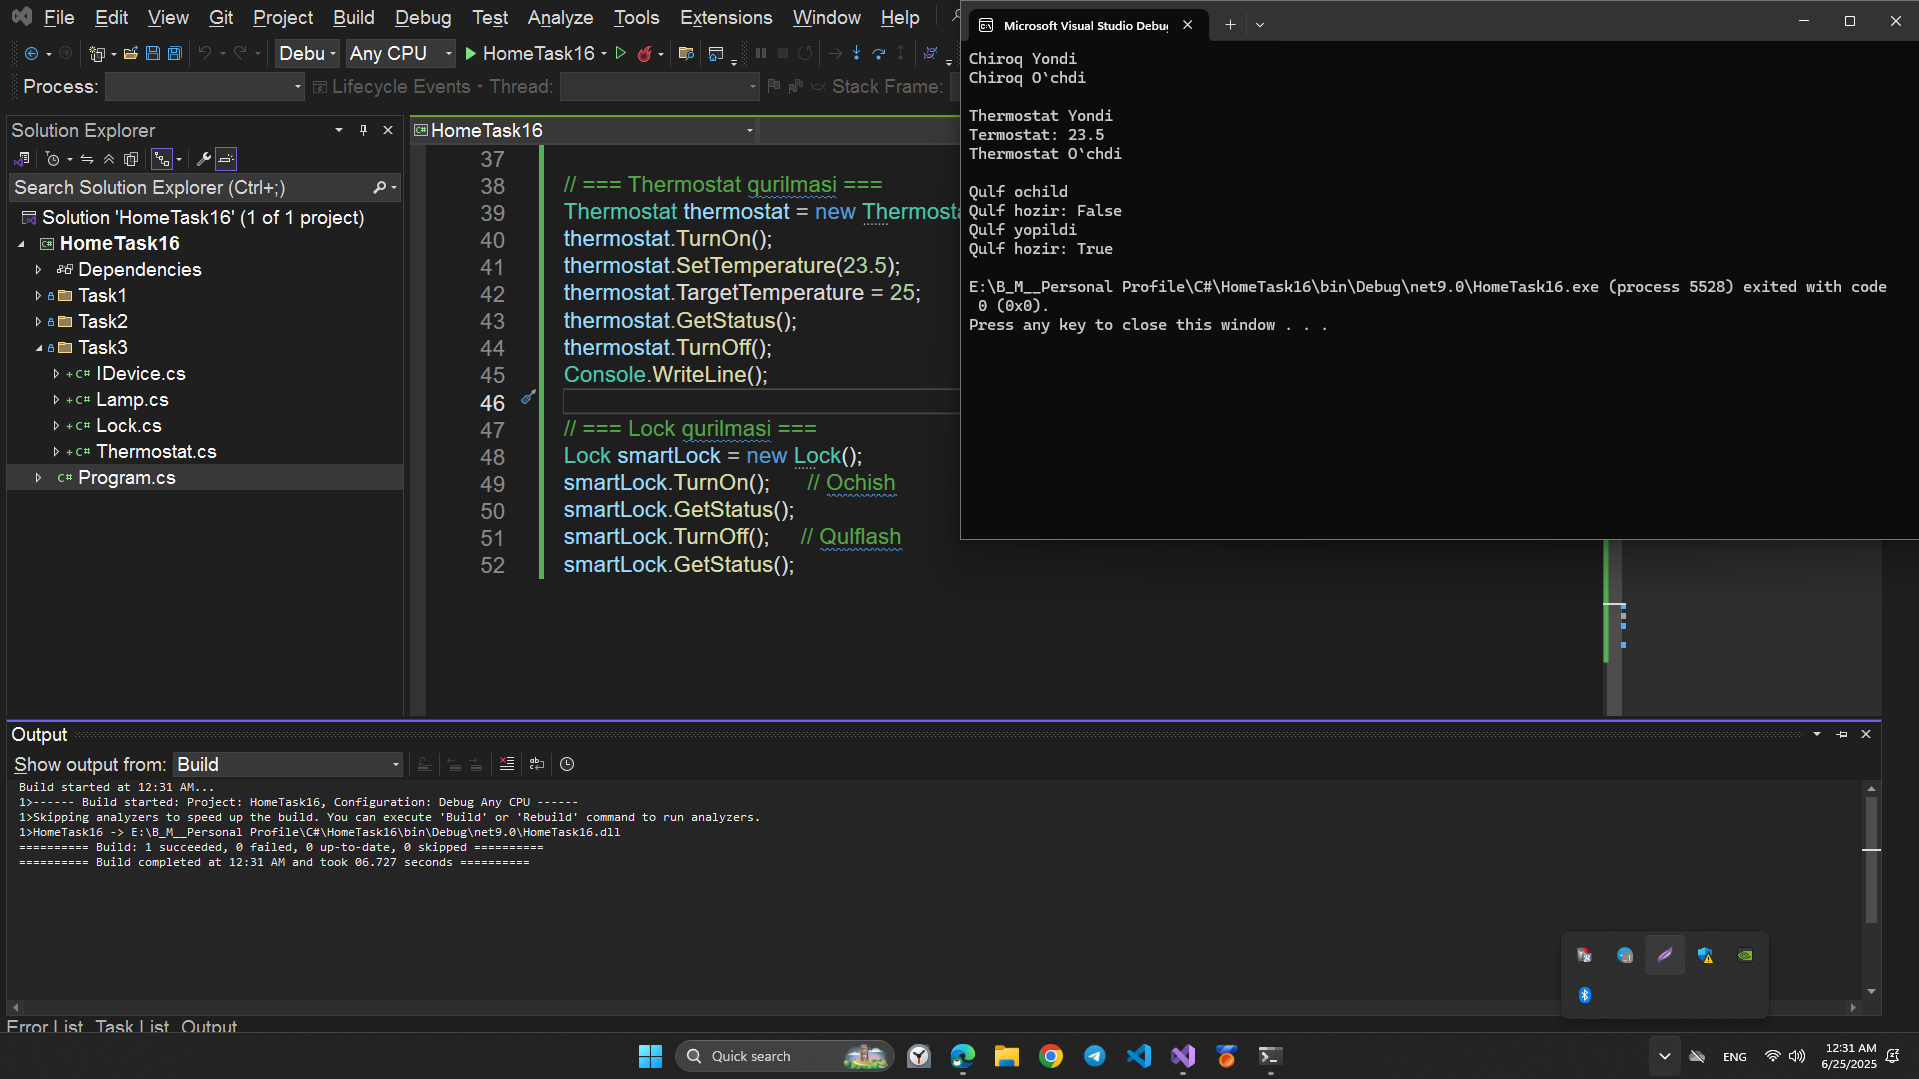 File Edit View Git Project Build Debug Test Analyze Tools Extensions Window Help
Debu Any CPU HomeTask16
Process: Lifecycle Events Thread: Stack Frame:
Solution Explorer
Search Solution Explorer (Ctrl+;)
Solution 'HomeTask16' (1 of 1 project)
HomeTask16
Dependencies
Task1
Task2
Task3
IDevice.cs
Lamp.cs
Lock.cs
Thermostat.cs
Program.cs
HomeTask16
37
38 // === Thermostat qurilmasi ===
39 Thermostat thermostat = new Thermosta
40 thermostat.TurnOn();
41 thermostat.SetTemperature(23.5);
42 thermostat.TargetTemperature = 25;
43 thermostat.GetStatus();
44 thermostat.TurnOff();
45 Console.WriteLine();
46
47 // === Lock qurilmasi ===
48 Lock smartLock = new Lock();
49 smartLock.TurnOn(); // Ochish
50 smartLock.GetStatus();
51 smartLock.TurnOff(); // Qulflash
52 smartLock.GetStatus();
Microsoft Visual Studio Debug
Chiroq Yondi
Chiroq O‘chdi
Thermostat Yondi
Termostat: 23.5
Thermostat O‘chdi
Qulf ochild
Qulf hozir: False
Qulf yopildi
Qulf hozir: True
E:\B_M__Personal Profile\C#\HomeTask16\bin\Debug\net9.0\HomeTask16.exe (process 5528) exited with code
0 (0x0).
Press any key to close this window . . .
Output
Show output from: Build
Build started at 12:31 AM...
1>------ Build started: Project: HomeTask16, Configuration: Debug Any CPU ------
1>Skipping analyzers to speed up the build. You can execute 'Build' or 'Rebuild' command to run analyzers.
1>HomeTask16 -> E:\B_M__Personal Profile\C#\HomeTask16\bin\Debug\net9.0\HomeTask16.dll
========== Build: 1 succeeded, 0 failed, 0 up-to-date, 0 skipped ==========
========== Build completed at 12:31 AM and took 06.727 seconds ==========
Error List Task List Output
Quick search
ENG
12:31 AM
6/25/2025